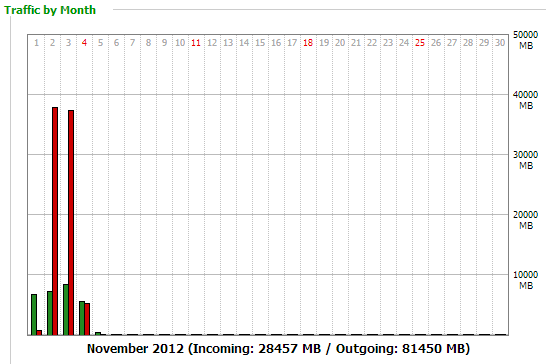 Traffic by Month
1 2 3 4 5 6 7 8 9 10 11 12 13 14 15 16 17 18 19 20 21 22 23 24 25 26 27 28 29 30
50000
MB
40000
MB
30000
MB
20000
MB
10000
MB
November 2012 (Incoming: 28457 MB / Outgoing: 81450 MB)